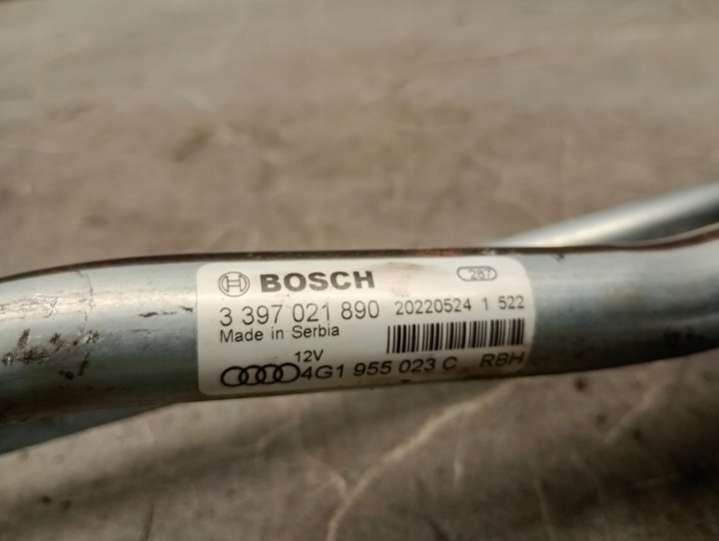 BOSCH 287
3 397 021 890 20220524 1 522
Made in Serbia
12V
4G1 955 023 C RBH